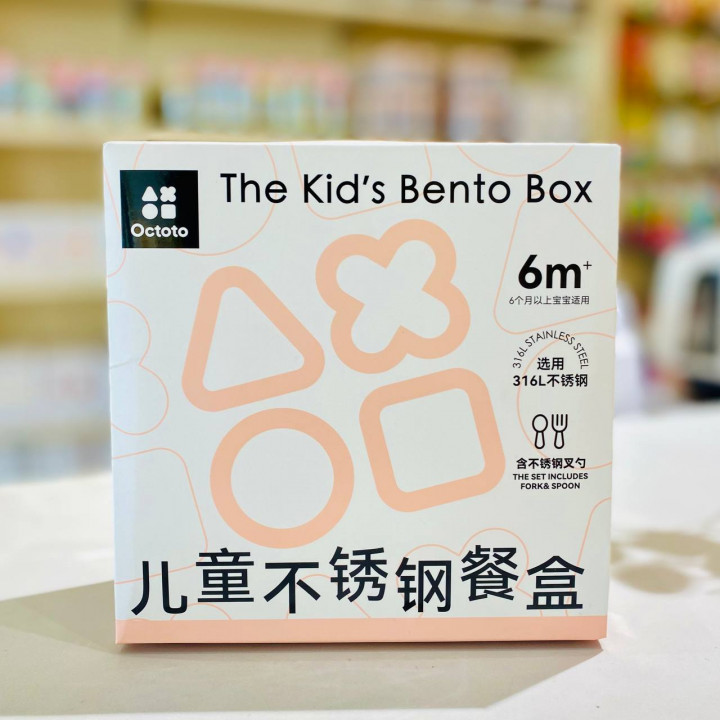 Octoto
The Kid's Bento Box
6m+
6个月以上宝宝适用
316L STAINLESS STEEL
选用
316L不锈钢
含不锈钢叉勺
THE SET INCLUDES
FORK& SPOON
儿童不锈钢餐盒